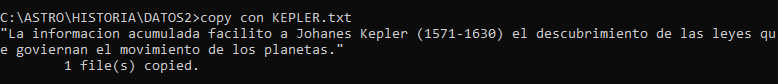 C:\ASTRO\HISTORIA\DATOS2>copy con KEPLER.txt
"La informacion acumulada facilito a Johanes Kepler (1571-1630) el descubrimiento de las leyes qu
e goviernan el movimiento de los planetas."
        1 file(s) copied.